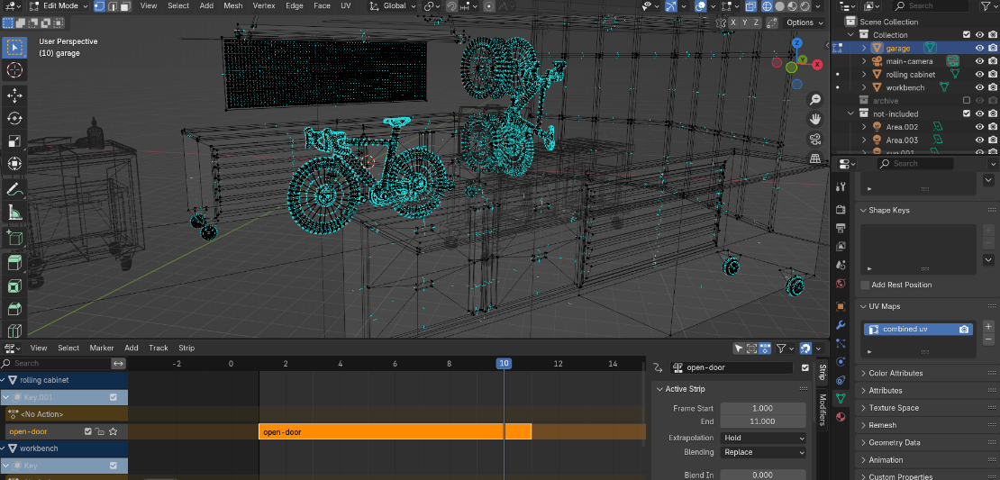 Edit Mode View Select Add Mesh Vertex Edge Face UV Global
X Y Z Options
User Perspective
(10) garage
Z
Y
X
Search
Scene Collection
Collection
garage
main-camera
rolling cabinet
workbench
archive
not-included
Area.002
Area.003
Search
Shape Keys
Add Rest Position
UV Maps
combined uv
Color Attributes
Attributes
Texture Space
Remesh
Geometry Data
Animation
Custom Properties
View Select Marker Add Track Strip
Search
-2 0 2 4 6 8 10 12 14
rolling cabinet
Key.001
<No Action>
open-door
open-door
workbench
Key
open-door
Active Strip
Frame Start 1.000
End 11.000
Extrapolation Hold
Blending Replace
Blend In 0.000
Strip
Modifiers